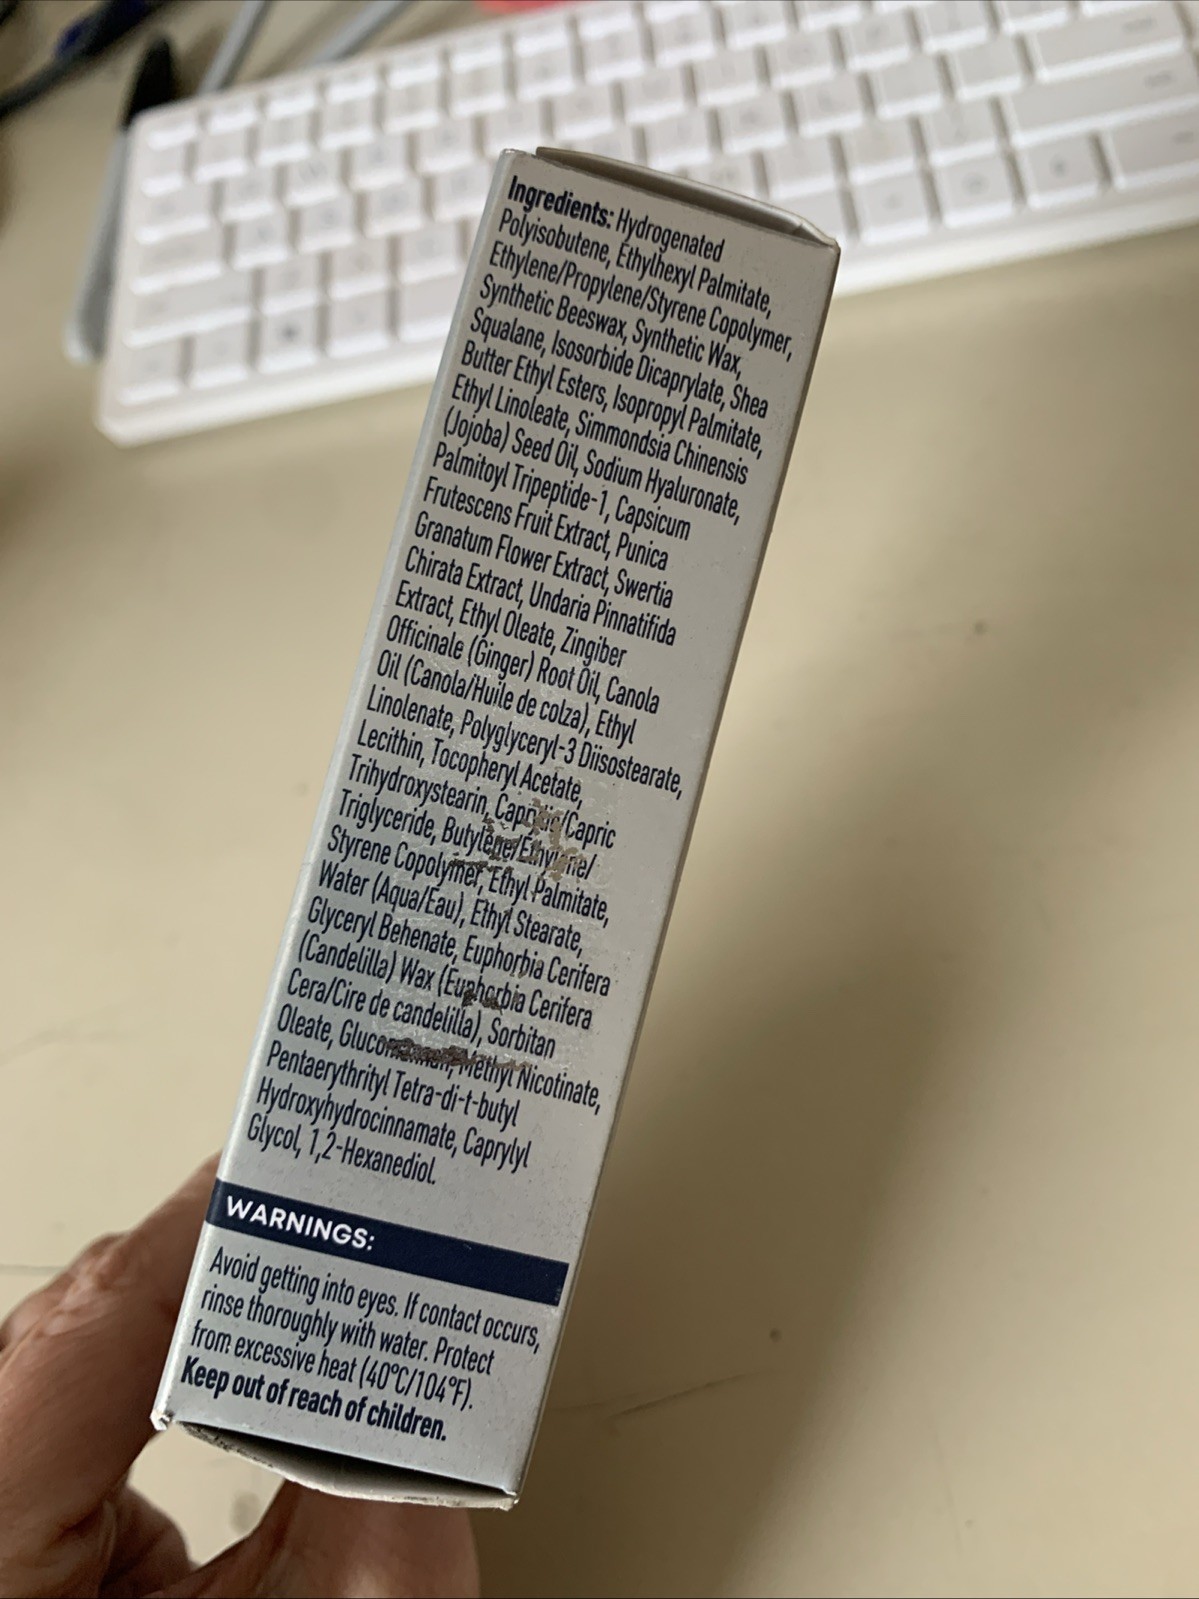 Ingredients: Hydrogenated
Polyisobutene, Ethylhexyl Palmitate,
Ethylene/Propylene/Styrene Copolymer,
Synthetic Beeswax, Synthetic Wax,
Squalane, Isosorbide Dicaprylate, Shea
Butter Ethyl Esters, Isopropyl Palmitate,
Ethyl Linoleate, Simmondsia Chinensis
(Jojoba) Seed Oil, Sodium Hyaluronate,
Palmitoyl Tripeptide-1, Capsicum
Frutescens Fruit Extract, Punica
Granatum Flower Extract, Swertia
Chirata Extract, Undaria Pinnatifida
Extract, Ethyl Oleate, Zingiber
Officinale (Ginger) Root Oil, Canola
Oil (Canola/Huile de colza), Ethyl
Linolenate, Polyglyceryl-3 Diisostearate,
Lecithin, Tocopheryl Acetate,
Trihydroxystearin, Caprylic/Capric
Triglyceride, Butylene/Ethylene/
Styrene Copolymer, Ethyl Palmitate,
Water (Aqua/Eau), Ethyl Stearate,
Glyceryl Behenate, Euphorbia Cerifera
(Candelilla) Wax (Euphorbia Cerifera
Cera/Cire de candelilla), Sorbitan
Oleate, Methyl Nicotinate,
Pentaerythrityl Tetra-di-t-butyl
Hydroxyhydrocinnamate, Caprylyl
Glycol, 1,2-Hexanediol.
WARNINGS:
Avoid getting into eyes. If contact occurs,
rinse thoroughly with water. Protect
from excessive heat (40°C/104°F).
Keep out of reach of children.